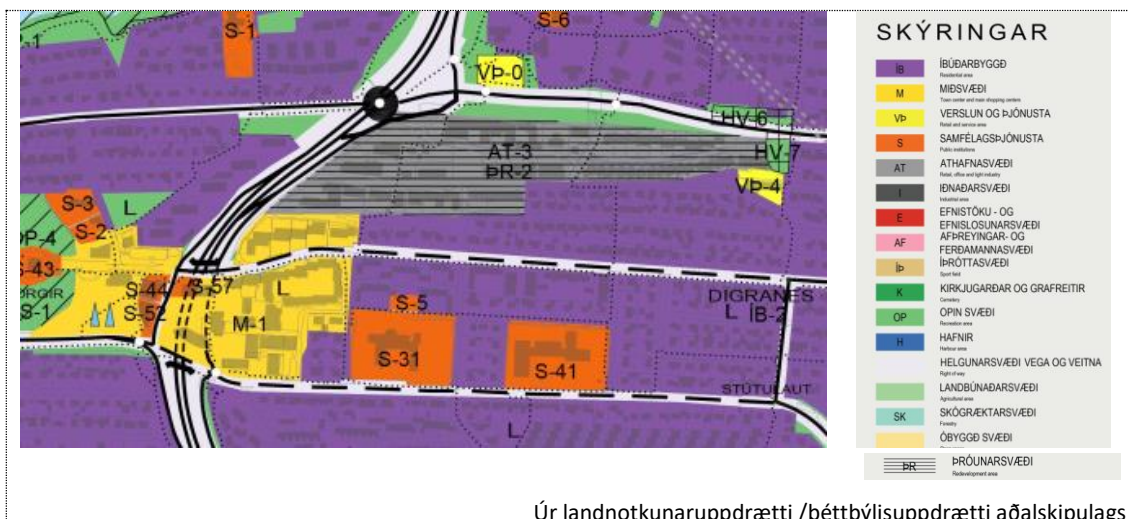 S-1
S-6
VÞ-0
HV-6
AT-3
ÞR-2
HV-7
VÞ-4
S-3
L
S-2
S-43
S-44
S-57
L
DIGRANES
S-1
S-52
M-1
S-5
L ÍB-2
S-31
S-41
STÚTULAUT
L
SKÝRINGAR
ÍB ÍBÚÐARBYGGÐ
Residential area
M MIÐSVÆÐI
Town center and main shopping centers
VÞ VERSLUN OG ÞJÓNUSTA
Retail and service area
S SAMFÉLAGSÞJÓNUSTA
Public institutions
AT ATHAFNASVÆÐI
Retail, office and light industry
I IÐNAÐARSVÆÐI
Industrial area
E EFNISTÖKU - OG
EFNISLOSUNARSVÆÐI
AF AFÞREYINGAR- OG
FERÐAMANNASVÆÐI
ÍÞ ÍÞRÓTTASVÆÐI
Sport field
K KIRKJUGARÐAR OG GRAFREITIR
Cemetery
OP OPIN SVÆÐI
Recreation area
H HAFNIR
Harbour area
HELGUNARSVÆÐI VEGA OG VEITNA
Right of way
LANDBÚNAÐARSVÆÐI
Agricultural area
SK SKÓGRÆKTARSVÆÐI
Forestry
ÓBYGGÐ SVÆÐI
ÞR ÞRÓUNARSVÆÐI
Redevelopment area
Úr landnotkunaruppdrætti /þéttbýlisuppdrætti aðalskipulags